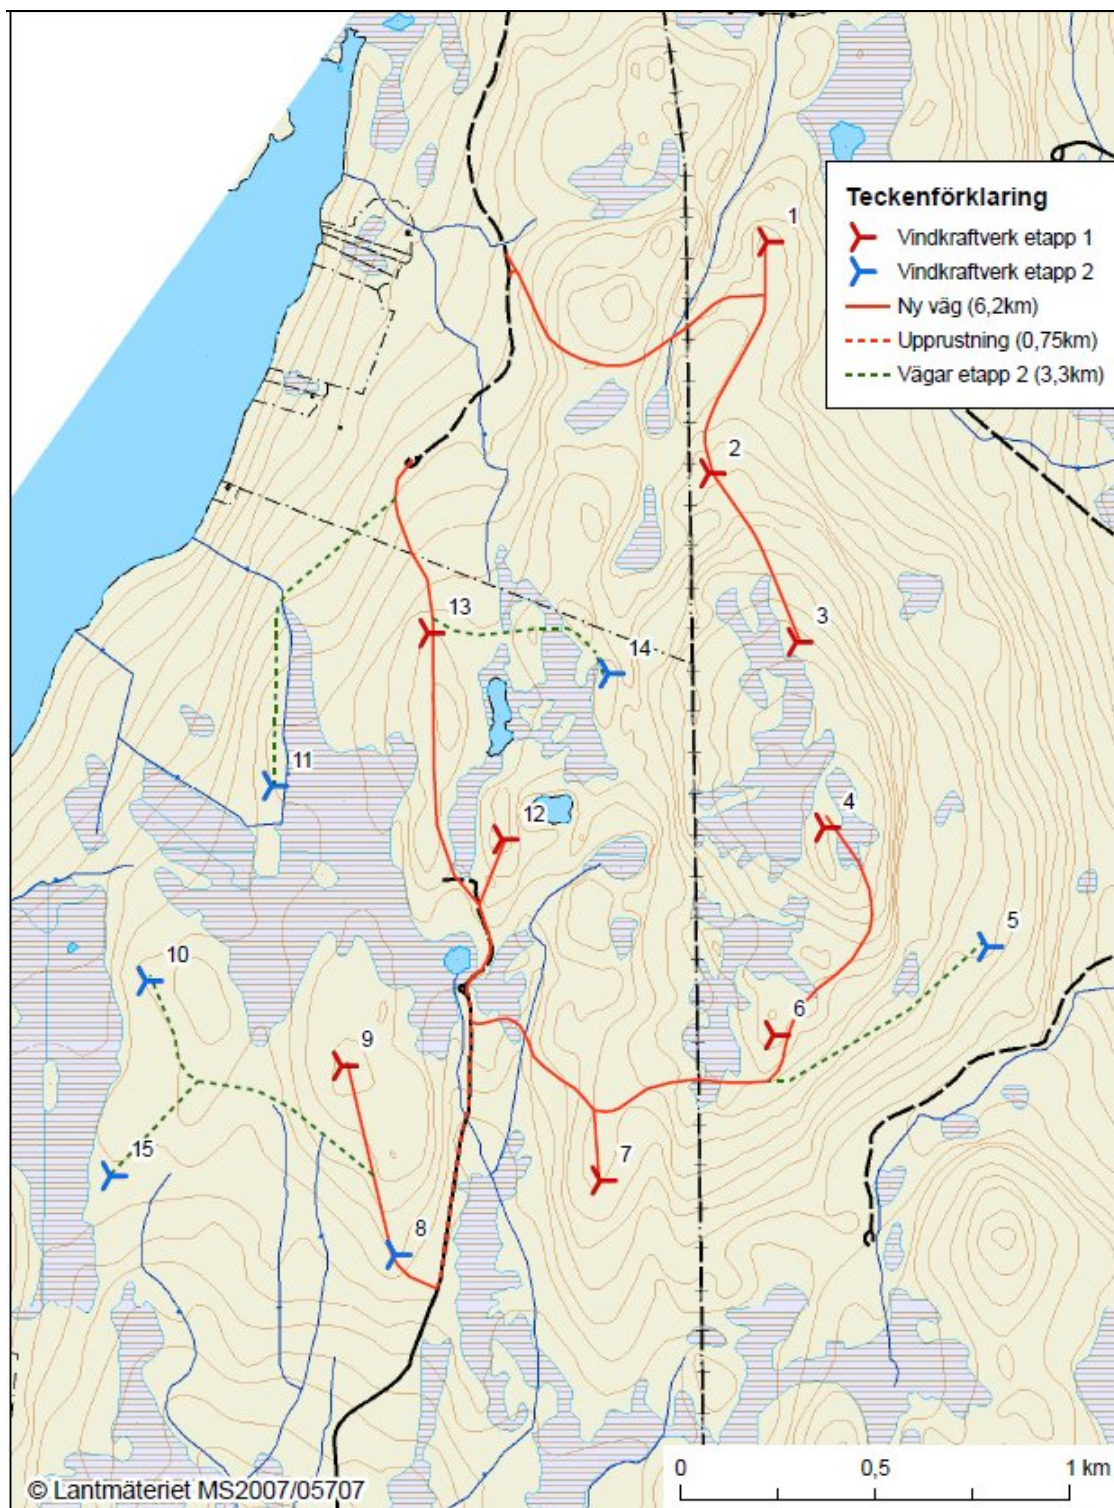 Teckenförklaring
Vindkraftverk etapp 1
Vindkraftverk etapp 2
Ny väg (6,2km)
Upprustning (0,75km)
Vägar etapp 2 (3,3km)
1
2
3
13
14
11
12
4
5
10
6
9
15
7
8
0 0,5 1 km
© Lantmäteriet MS2007/05707